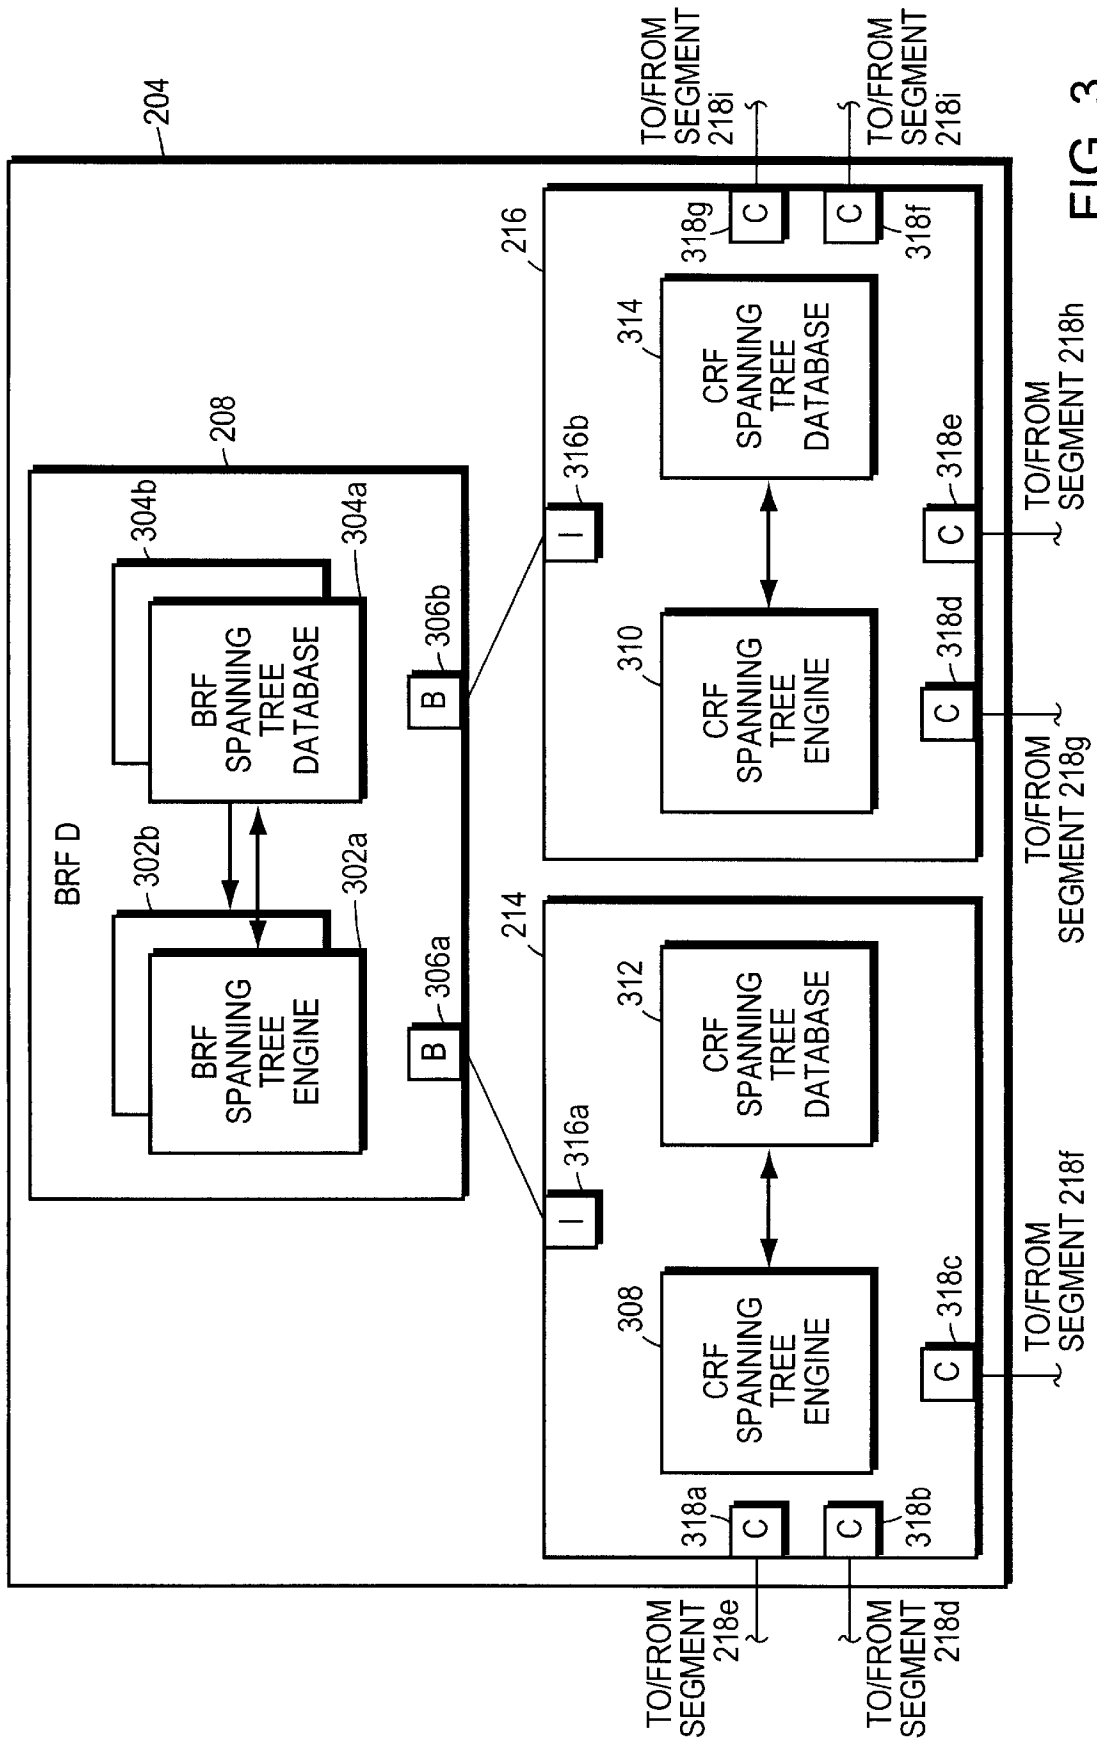 204
BRF D
208
302b
304b
BRF
SPANNING
TREE
ENGINE
BRF
SPANNING
TREE
DATABASE
302a
304a
306a
306b
B
B
214
316a
I
216
316b
I
308
CRF
SPANNING
TREE
ENGINE
312
CRF
SPANNING
TREE
DATABASE
310
CRF
SPANNING
TREE
ENGINE
314
CRF
SPANNING
TREE
DATABASE
318a
C
C
318b
C
318c
C
318d
C
318e
318g
C
C
318f
TO/FROM
SEGMENT
218e
TO/FROM
SEGMENT
218d
TO/FROM
SEGMENT 218f
TO/FROM
SEGMENT 218g
TO/FROM
SEGMENT 218h
TO/FROM
SEGMENT
218i
TO/FROM
SEGMENT
218i
FIG. 3